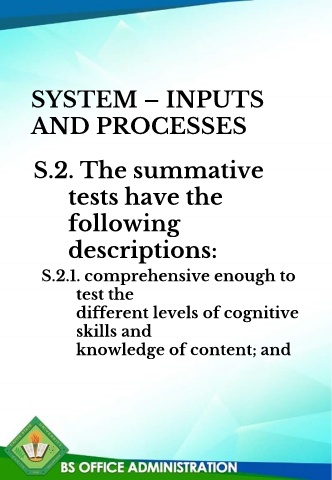 SYSTEM – INPUTS
AND PROCESSES
S.2. The summative
tests have the
following
descriptions:
S.2.1. comprehensive enough to
test the
different levels of cognitive
skills and
knowledge of content; and
BS OFFICE ADMINISTRATION